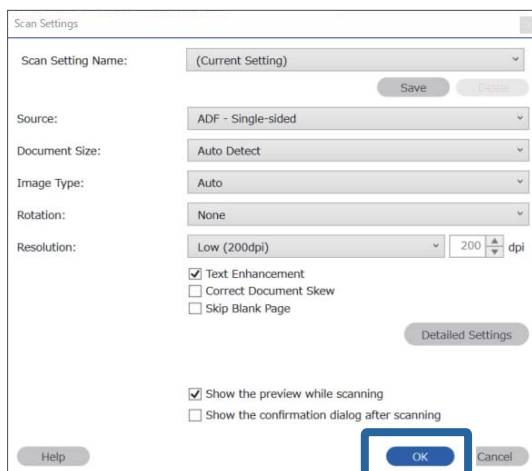 Scan Settings
Scan Setting Name: (Current Setting)
Save Delete
Source: ADF - Single-sided
Document Size: Auto Detect
Image Type: Auto
Rotation: None
Resolution: Low (200dpi) 200 dpi
Text Enhancement
Correct Document Skew
Skip Blank Page
Detailed Settings
Show the preview while scanning
Show the confirmation dialog after scanning
Help OK Cancel